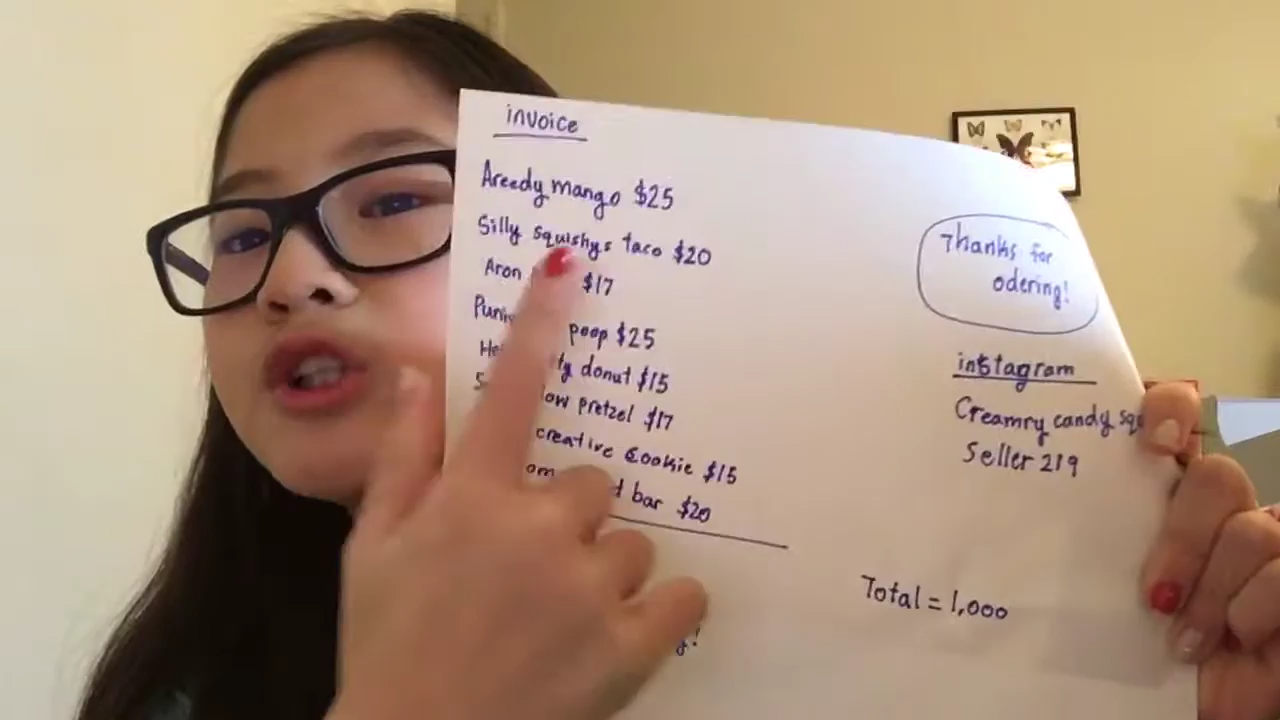 invoice
Areedy mango $25
Silly squishys taco $20
Aron $17
poop $25
donut $15
pretzel $17
creative Cookie $15
bar $20
Thanks for
odering!
instagram
Creamry candy
Seller 219
Total = 1,000